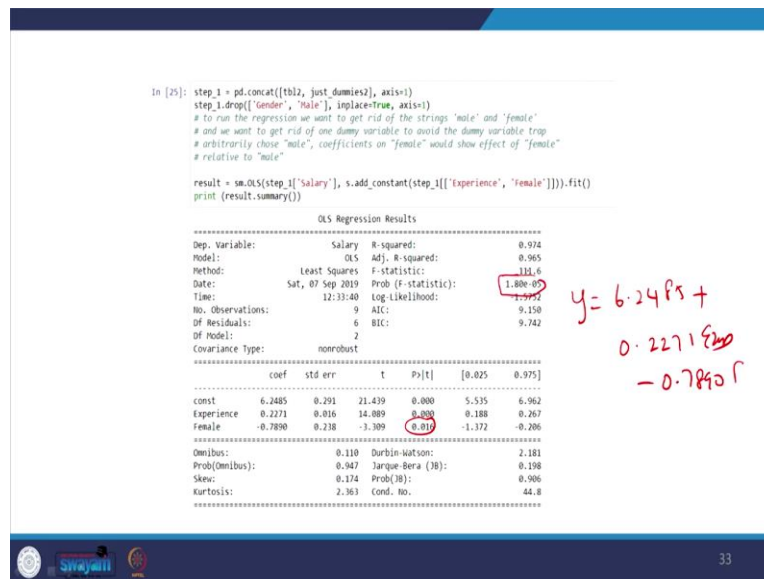 In [25]: step_1 = pd.concat([tbl2, just_dummies2], axis=1)
step_1.drop(['Gender', 'Male'], inplace=True, axis=1)
# to run the regression we want to get rid of the strings 'male' and 'female'
# and we want to get rid of one dummy variable to avoid the dummy variable trap
# arbitrarily chose "male", coefficients on "female" would show effect of "female"
# relative to "male"
result = sm.OLS(step_1['Salary'], s.add_constant(step_1[['Experience', 'Female']])).fit()
print (result.summary())
OLS Regression Results
Dep. Variable: Salary R-squared: 0.974
Model: OLS Adj. R-squared: 0.965
Method: Least Squares F-statistic: 111.6
Date: Sat, 07 Sep 2019 Prob (F-statistic): 1.80e-05
Time: 12:33:40 Log-Likelihood: -1.5752
No. Observations: 9 AIC: 9.150
Df Residuals: 6 BIC: 9.742
Df Model: 2
Covariance Type: nonrobust
coef std err t P>|t| [0.025 0.975]
const 6.2485 0.291 21.439 0.000 5.535 6.962
Experience 0.2271 0.016 14.089 0.000 0.188 0.267
Female -0.7890 0.238 -3.309 0.016 -1.372 -0.206
Omnibus: 0.110 Durbin-Watson: 2.181
Prob(Omnibus): 0.947 Jarque-Bera (JB): 0.198
Skew: 0.174 Prob(JB): 0.906
Kurtosis: 2.363 Cond. No. 44.8
y = 6.2485 +
0.2271 Exp
- 0.7890 F
swayam
33